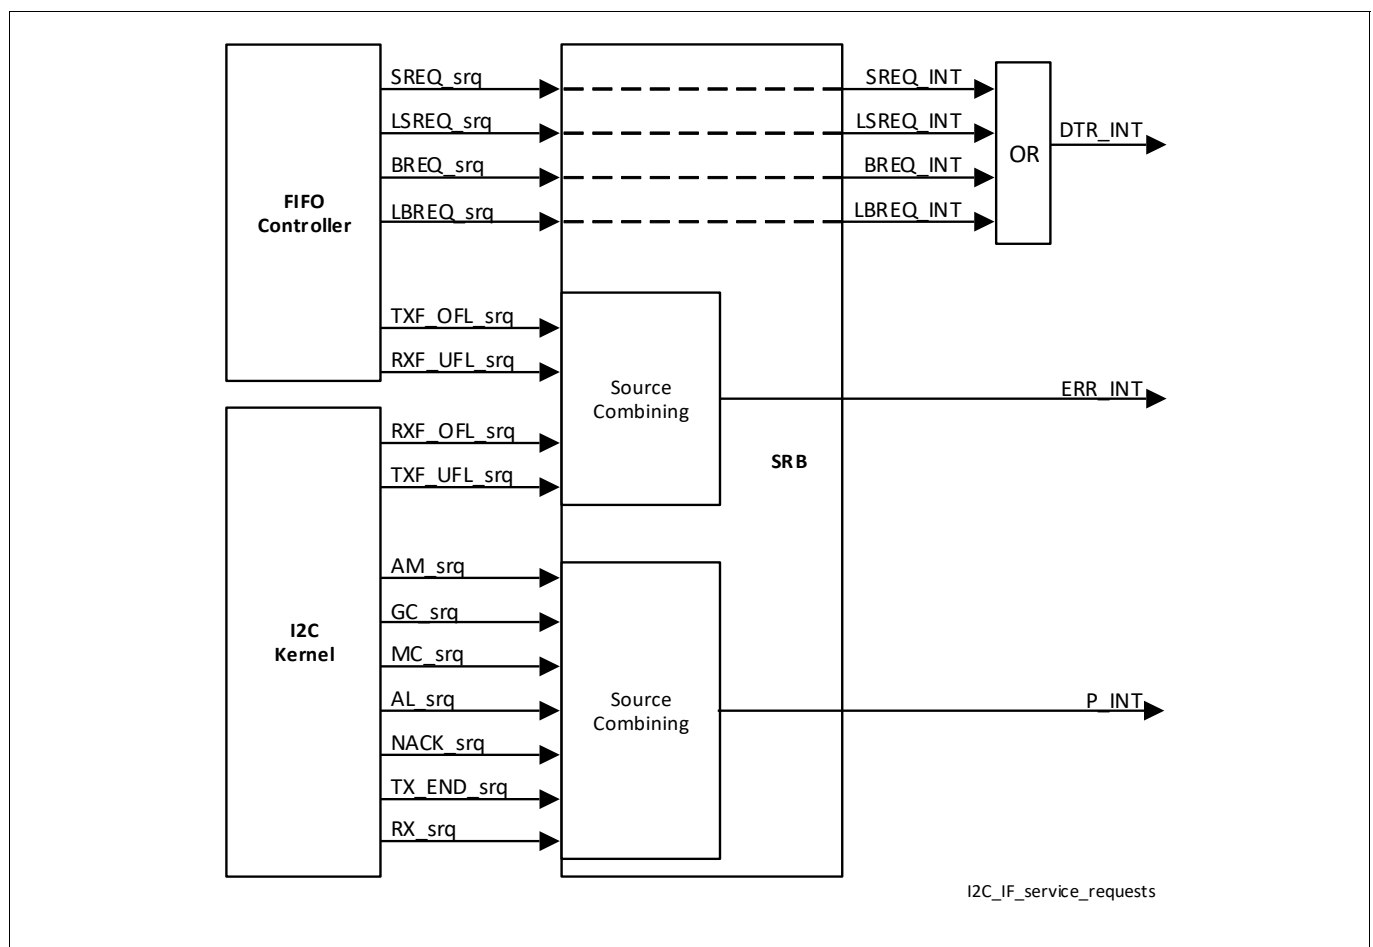 SREQ_srq
SREQ_INT
LSREQ_srq
LSREQ_INT
DTR_INT
BREQ_srq
BREQ_INT
OR
LBREQ_srq
LBREQ_INT
FIFO
Controller
TXF_OFL_srq
RXF_UFL_srq
Source
Combining
ERR_INT
RXF_OFL_srq
TXF_UFL_srq
SRB
AM_srq
GC_srq
I2C
Kernel
MC_srq
AL_srq
Source
Combining
P_INT
NACK_srq
TX_END_srq
RX_srq
I2C_IF_service_requests